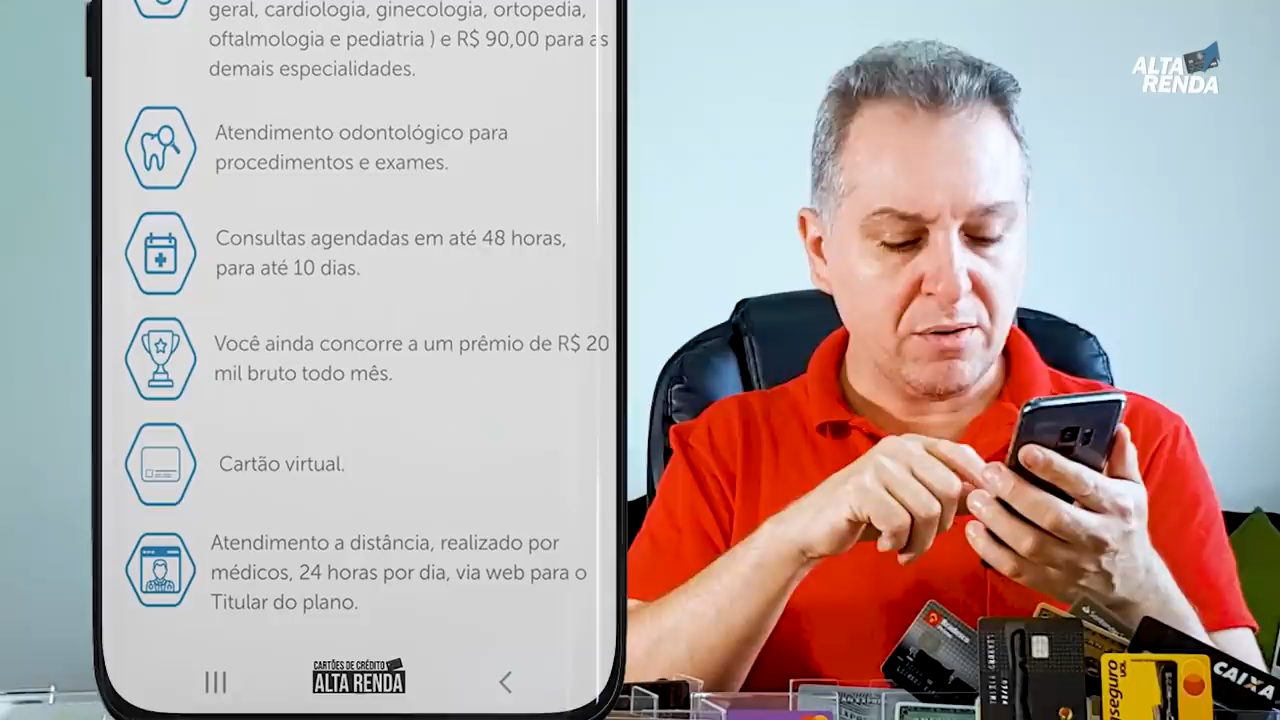 geral, cardiologia, ginecologia, ortopedia,
oftalmologia e pediatria ) e R$ 90,00 para as
demais especialidades.
Atendimento odontológico para
procedimentos e exames.
Consultas agendadas em até 48 horas,
para até 10 dias.
Você ainda concorre a um prêmio de R$ 20
mil bruto todo mês.
Cartão virtual.
Atendimento a distância, realizado por
médicos, 24 horas por dia, via web para o
Titular do plano.
CARTÕES DE CRÉDITO
ALTA RENDA
ALTA
RENDA
CAIXA
seguro
UOL